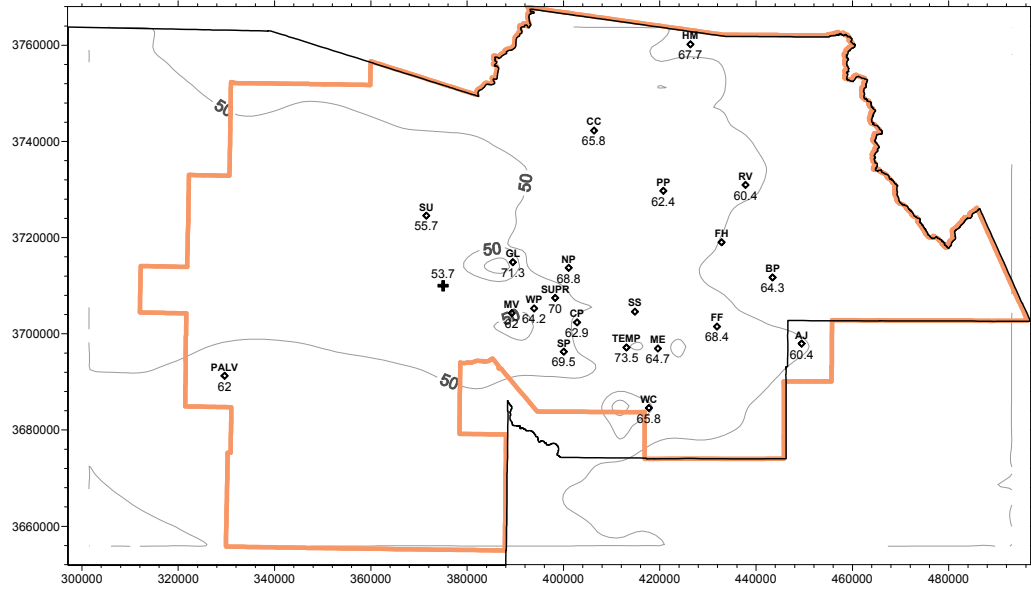 3760000
3740000
3720000
3700000
3680000
3660000
HM
67.7
50
CC
65.8
50
PP
62.4
RV
60.4
SU
55.7
FH
50
GL
71.3
NP
68.8
BP
64.3
53.7
SUPR
70
MV
62
50
WP
64.2
CP
62.9
SS
FF
68.4
TEMP
73.5
ME
64.7
AJ
60.4
SP
69.5
PALV
62
50
WC
65.8
300000 320000 340000 360000 380000 400000 420000 440000 460000 480000